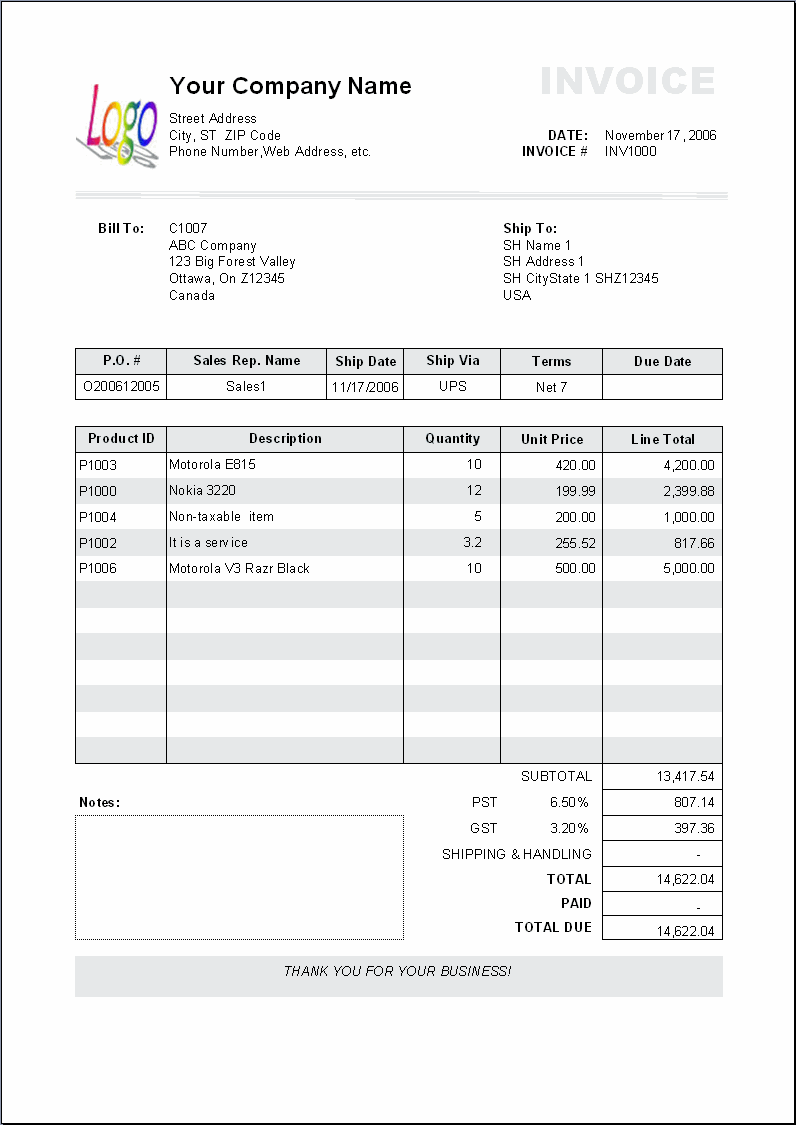 Logo
Your Company Name
INVOICE
Street Address
City, ST  ZIP Code
DATE: November 17, 2006
Phone Number,Web Address, etc.
INVOICE # INV1000
Bill To: C1007 Ship To:
ABC Company SH Name 1
123 Big Forest Valley SH Address 1
Ottawa, On Z12345 SH CityState 1 SHZ12345
Canada USA
P.O. # Sales Rep. Name Ship Date Ship Via Terms Due Date
O200612005 Sales1 11/17/2006 UPS Net 7
Product ID Description Quantity Unit Price Line Total
P1003 Motorola E815 10 420.00 4,200.00
P1000 Nokia 3220 12 199.99 2,399.88
P1004 Non-taxable item 5 200.00 1,000.00
P1002 It is a service 3.2 255.52 817.66
P1006 Motorola V3 Razr Black 10 500.00 5,000.00
SUBTOTAL 13,417.54
Notes: PST 6.50% 807.14
GST 3.20% 397.36
SHIPPING & HANDLING -
TOTAL 14,622.04
PAID -
TOTAL DUE 14,622.04
THANK YOU FOR YOUR BUSINESS!